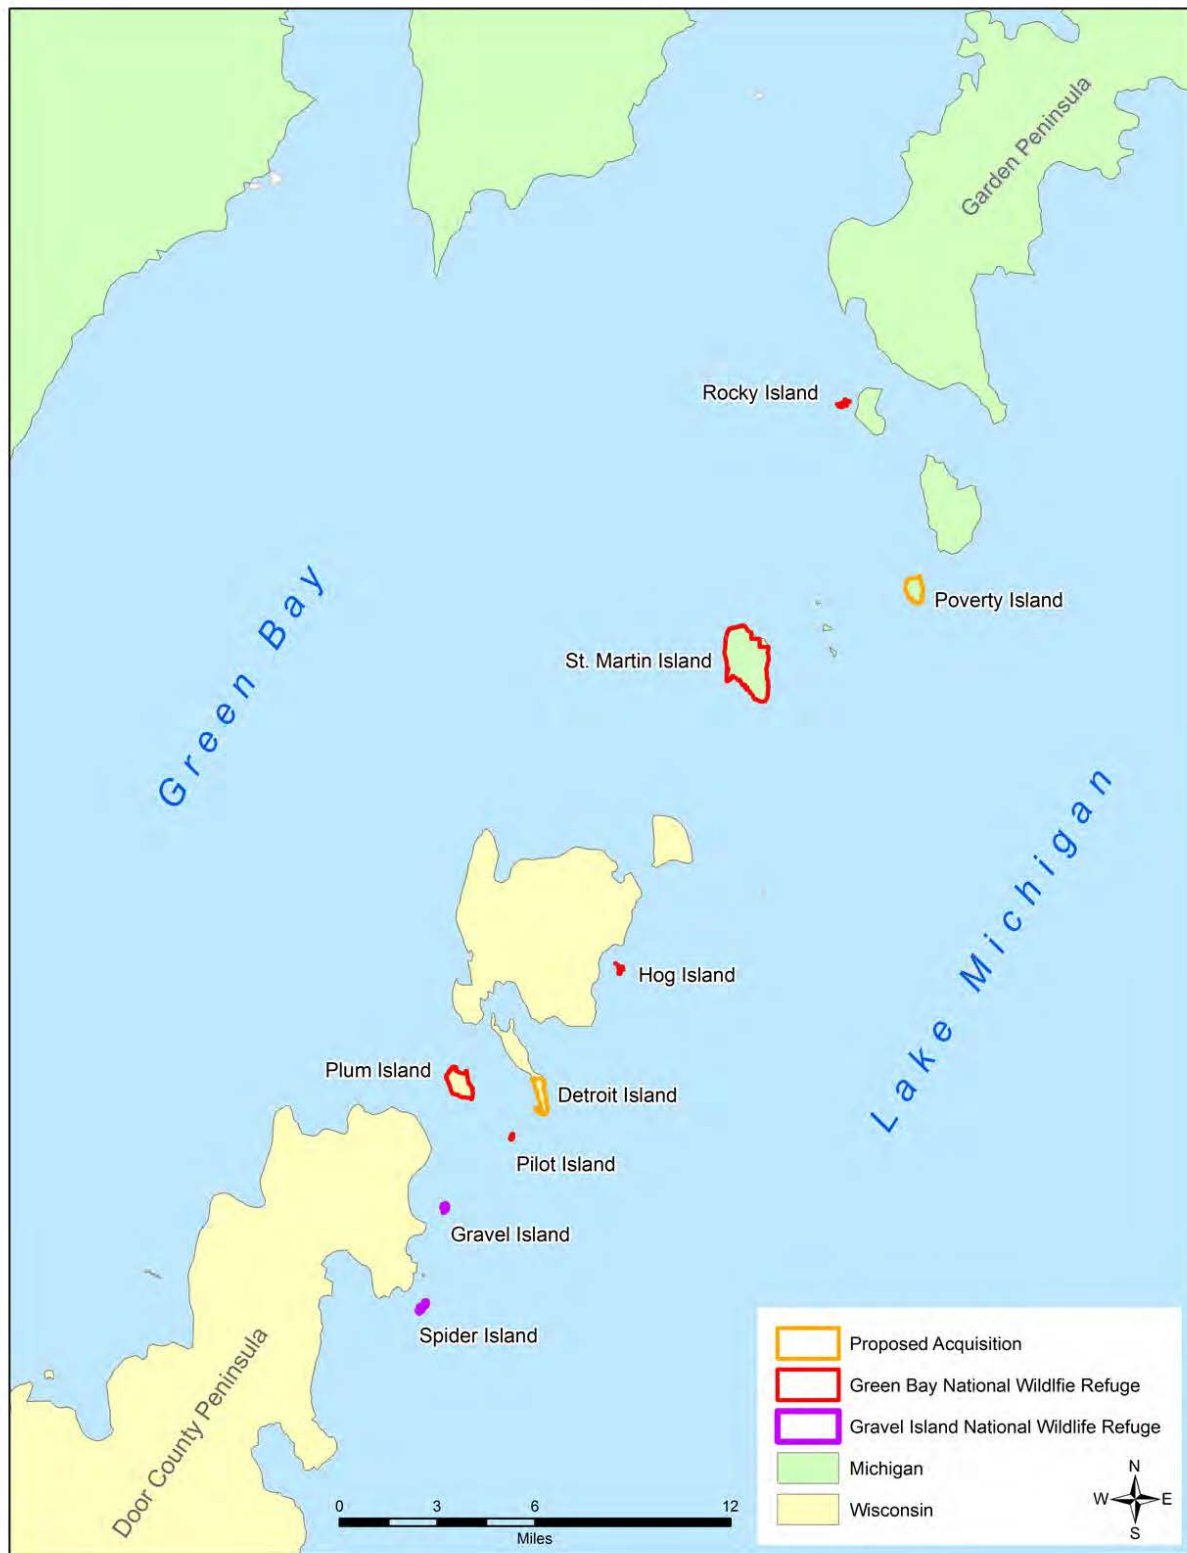 Garden Peninsula
Rocky Island
Poverty Island
St. Martin Island
Green Bay
Lake Michigan
Hog Island
Plum Island
Detroit Island
Pilot Island
Gravel Island
Spider Island
Door County Peninsula
Proposed Acquisition
Green Bay National Wildlfie Refuge
Gravel Island National Wildlife Refuge
Michigan
Wisconsin
N
W E
S
0 3 6 12
Miles